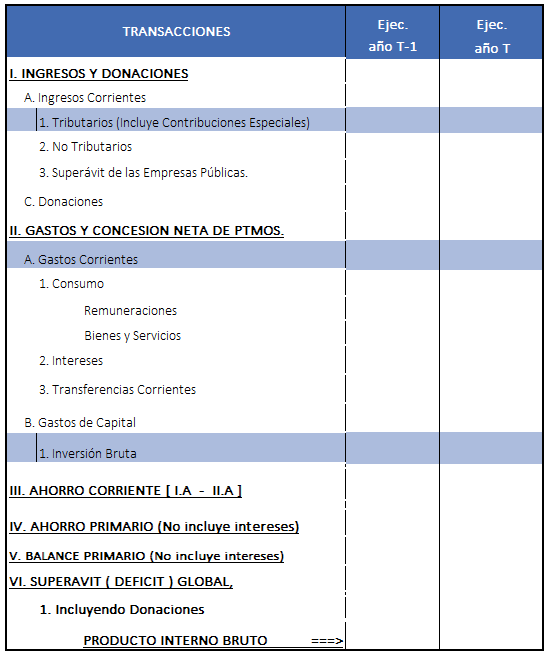 TRANSACCIONES
Ejec.
año T-1
Ejec.
año T
I. INGRESOS Y DONACIONES
A. Ingresos Corrientes
1. Tributarios (Incluye Contribuciones Especiales)
2. No Tributarios
3. Superávit de las Empresas Públicas.
C. Donaciones
II. GASTOS Y CONCESION NETA DE PTMOS.
A. Gastos Corrientes
1. Consumo
Remuneraciones
Bienes y Servicios
2. Intereses
3. Transferencias Corrientes
B. Gastos de Capital
1. Inversión Bruta
III. AHORRO CORRIENTE [ I.A - II.A ]
IV. AHORRO PRIMARIO (No incluye intereses)
V. BALANCE PRIMARIO (No incluye intereses)
VI. SUPERAVIT ( DEFICIT ) GLOBAL,
1. Incluyendo Donaciones
PRODUCTO INTERNO BRUTO ===>